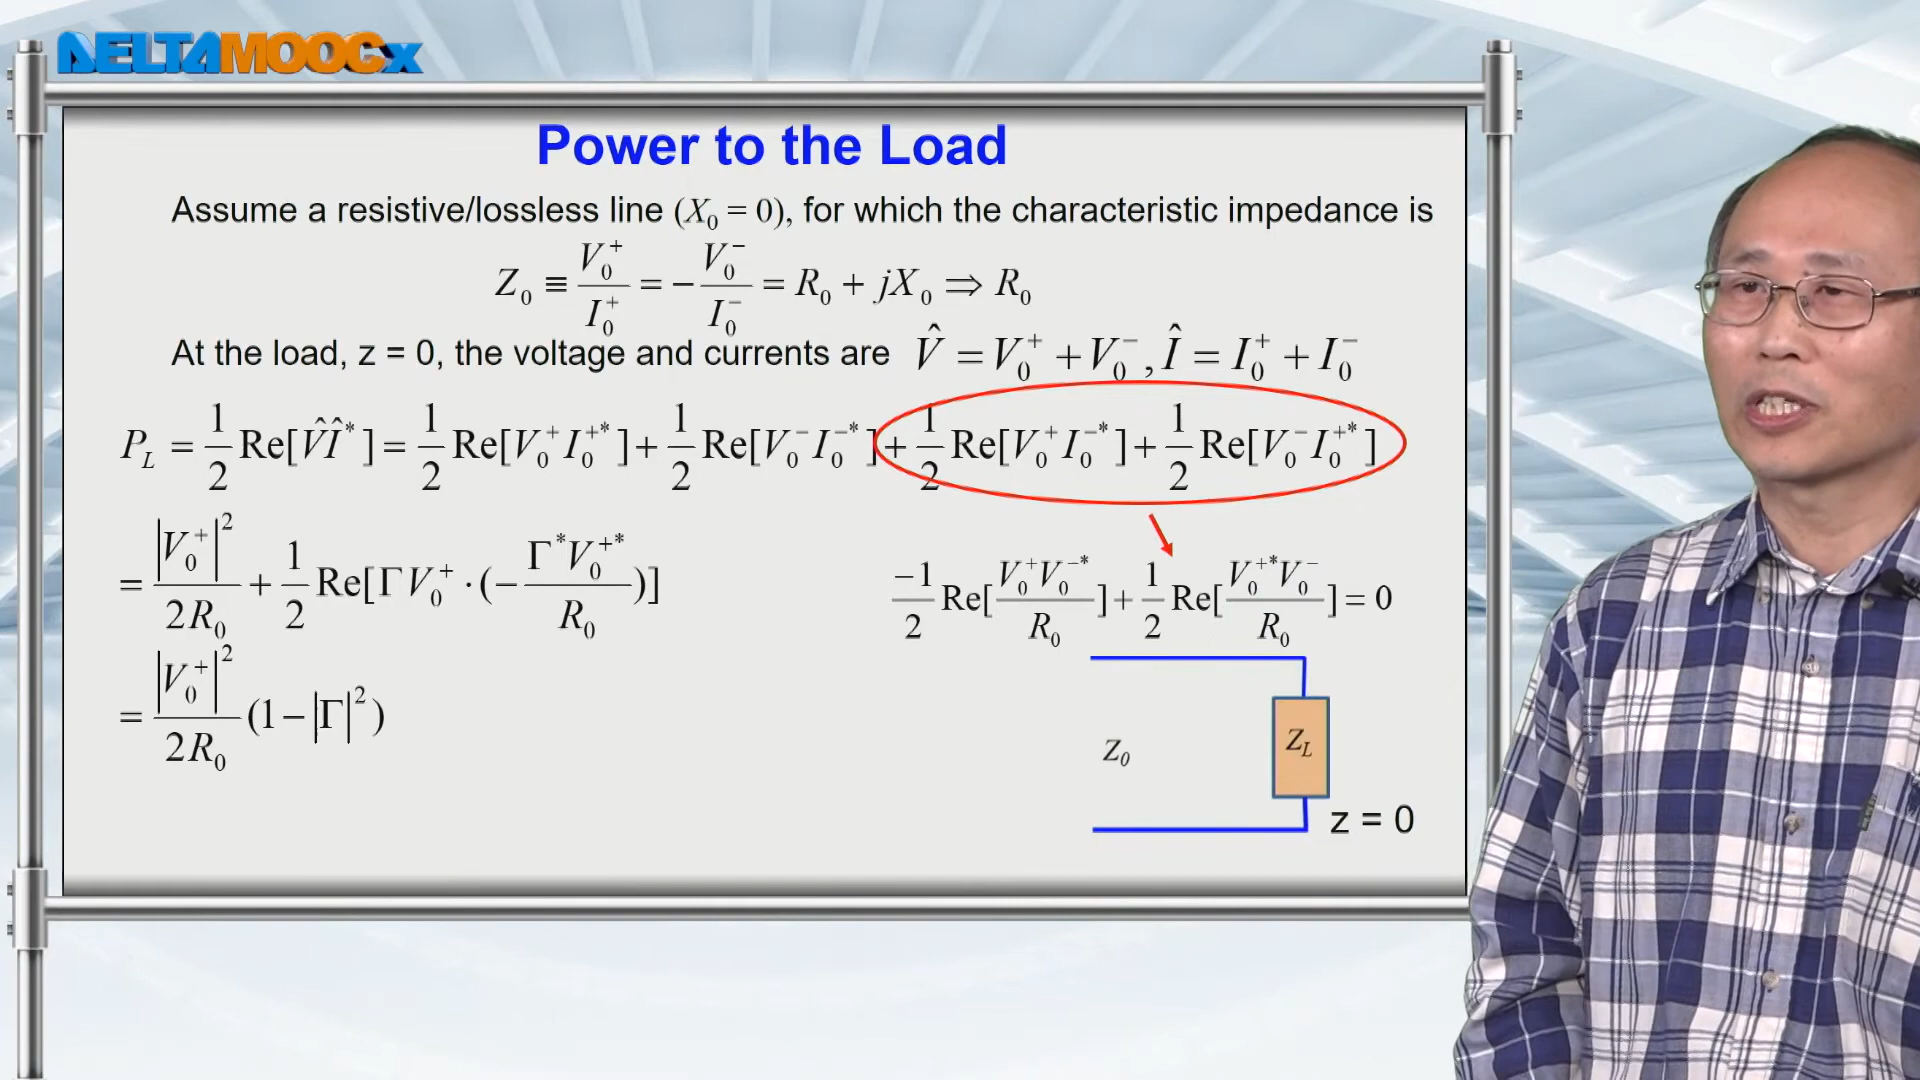 DELTAMOOCx
Power to the Load
Assume a resistive/lossless line (X₀ = 0), for which the characteristic impedance is
Z₀ ≡ V₀⁺/I₀⁺ = −V₀⁻/I₀⁻ = R₀ + jX₀ ⇒ R₀
At the load, z = 0, the voltage and currents are V̂ = V₀⁺ + V₀⁻, Î = I₀⁺ + I₀⁻
P_L = 1/2 Re[V̂Î*] = 1/2 Re[V₀⁺I₀⁺*] + 1/2 Re[V₀⁻I₀⁻*] + 1/2 Re[V₀⁺I₀⁻*] + 1/2 Re[V₀⁻I₀⁺*]
= |V₀⁺|²/2R₀ + 1/2 Re[ΓV₀⁺ · (−Γ*V₀⁺*/R₀)]
−1/2 Re[V₀⁺V₀⁻*/R₀] + 1/2 Re[V₀⁺*V₀⁻/R₀] = 0
= |V₀⁺|²/2R₀ (1 − |Γ|²)
Z₀
Z_L
z = 0